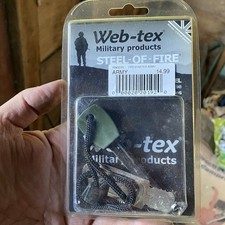 Web-tex
Military products
STEEL-OF-FIRE
ARMY
14.99
Web-tex
Military products